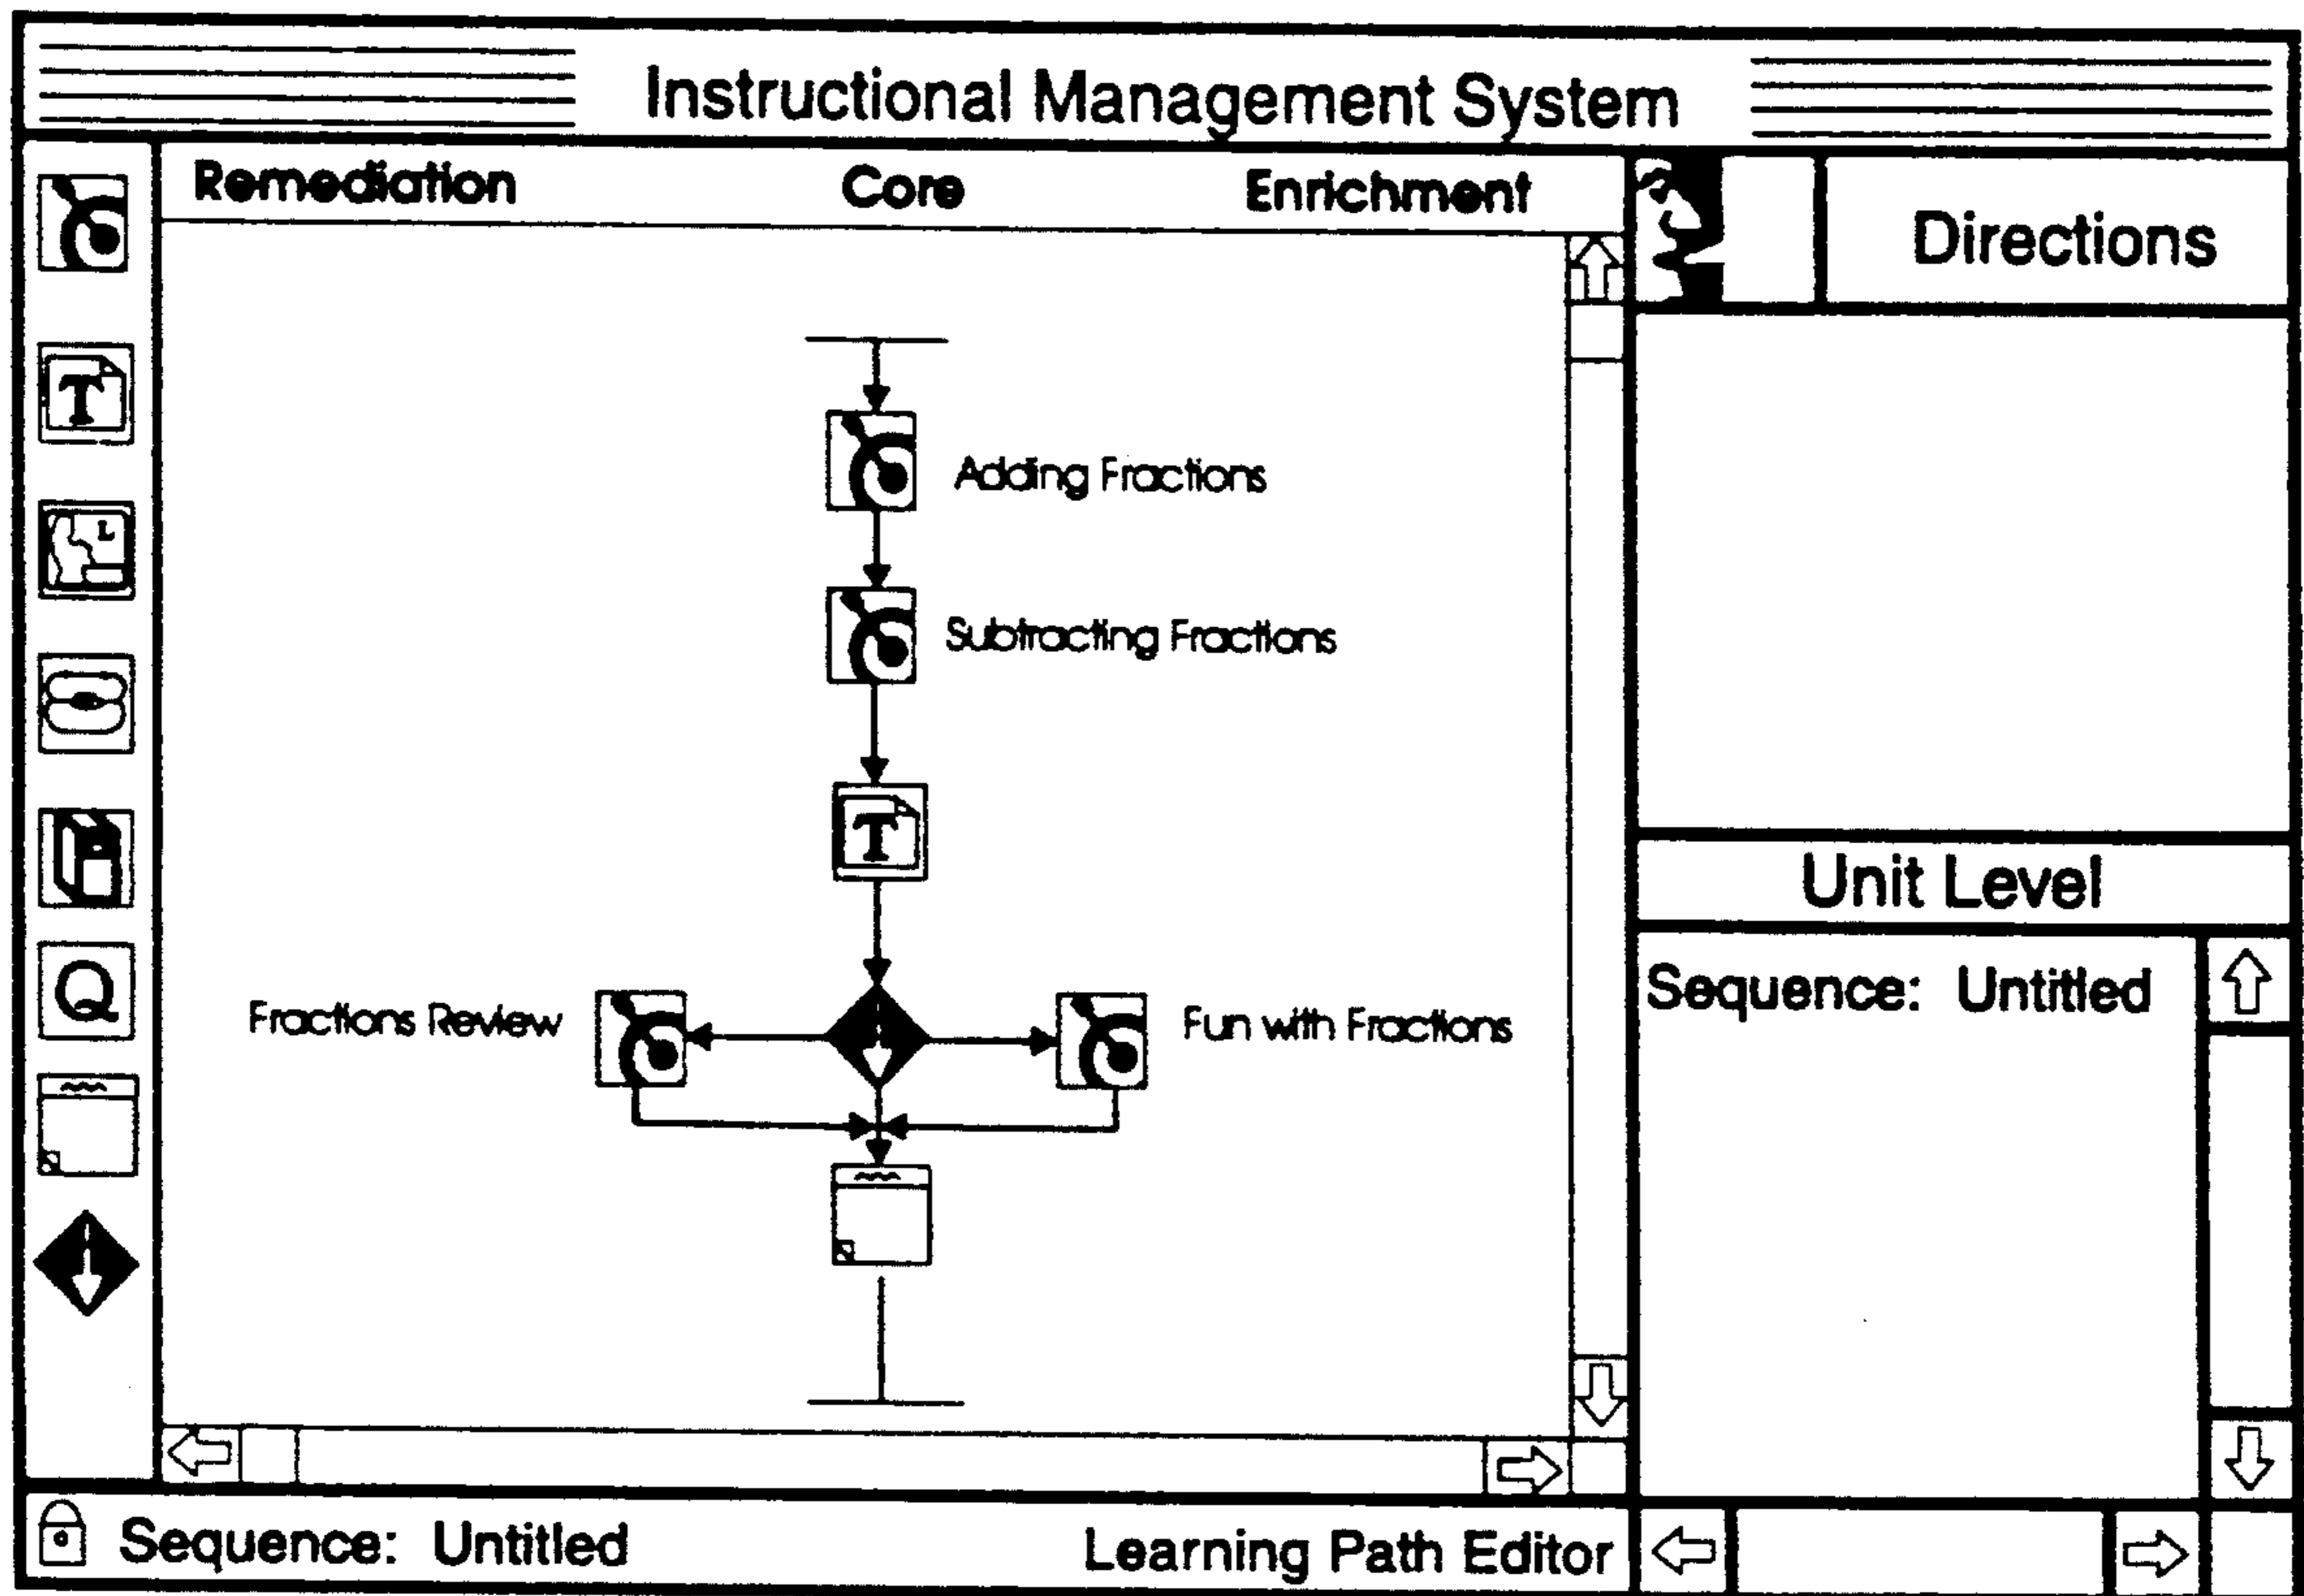 Instructional Management System
Remediation Core Enrichment
Directions
T
Adding Fractions
L
Subtracting Fractions
T
Unit Level
Q
Sequence: Untitled
Fractions Review
Fun with Fractions
Sequence: Untitled
Learning Path Editor